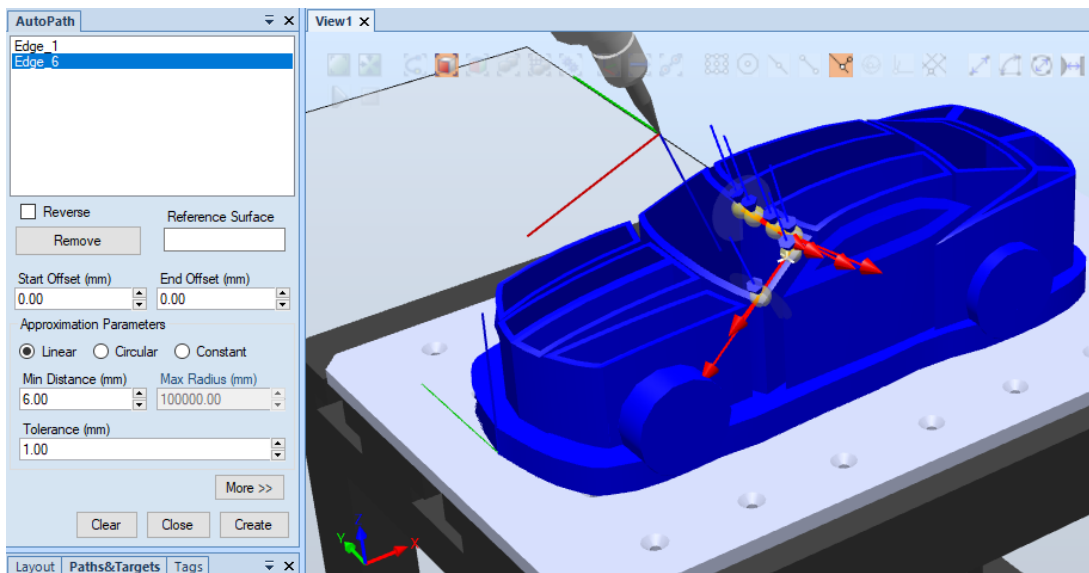 AutoPath
View1
Edge_1
Edge_6
Reverse
Reference Surface
Remove
Start Offset (mm)
End Offset (mm)
0.00
0.00
Approximation Parameters
Linear
Circular
Constant
Min Distance (mm)
Max Radius (mm)
6.00
100000.00
Tolerance (mm)
1.00
More >>
Clear
Close
Create
Layout
Paths&Targets
Tags
Z
Y
X